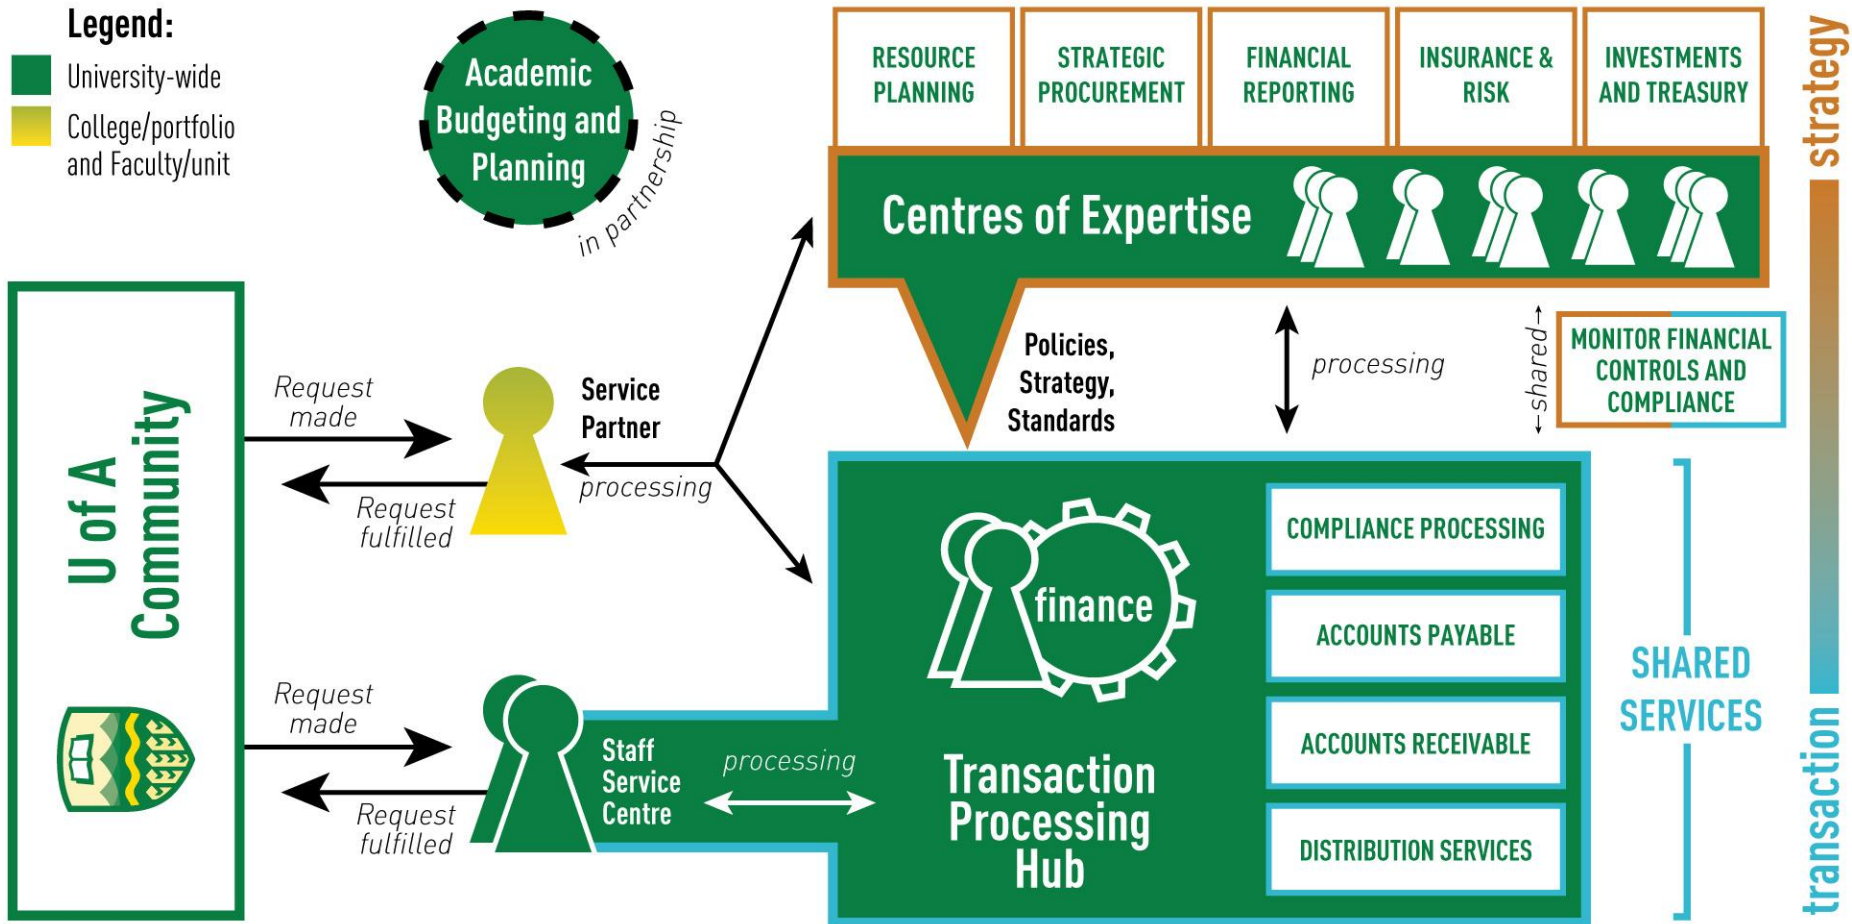 Legend:
University-wide
College/portfolio
and Faculty/unit
Academic
Budgeting and
Planning
in partnership
RESOURCE
PLANNING
STRATEGIC
PROCUREMENT
FINANCIAL
REPORTING
INSURANCE &
RISK
INVESTMENTS
AND TREASURY
Centres of Expertise
strategy
transaction
U of A
Community
Request
made
Request
fulfilled
Service
Partner
processing
Policies,
Strategy,
Standards
processing
shared
MONITOR FINANCIAL
CONTROLS AND
COMPLIANCE
Request
made
Request
fulfilled
Staff
Service
Centre
processing
finance
Transaction
Processing
Hub
COMPLIANCE PROCESSING
ACCOUNTS PAYABLE
ACCOUNTS RECEIVABLE
DISTRIBUTION SERVICES
SHARED
SERVICES